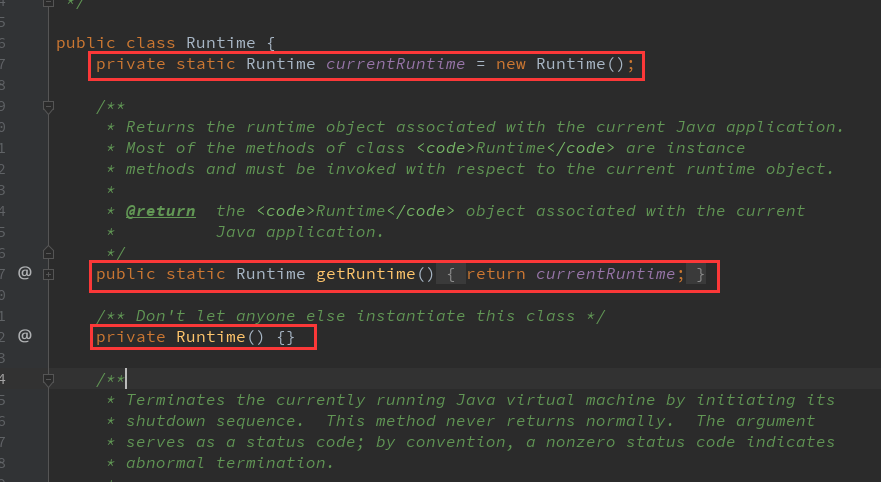 */
public class Runtime {
private static Runtime currentRuntime = new Runtime();
/**
* Returns the runtime object associated with the current Java application.
* Most of the methods of class <code>Runtime</code> are instance
* methods and must be invoked with respect to the current runtime object.
*
* @return  the <code>Runtime</code> object associated with the current
*          Java application.
*/
@ public static Runtime getRuntime() { return currentRuntime; }
/** Don't let anyone else instantiate this class */
@ private Runtime() {}
/**
* Terminates the currently running Java virtual machine by initiating its
* shutdown sequence.  This method never returns normally.  The argument
* serves as a status code; by convention, a nonzero status code indicates
* abnormal termination.